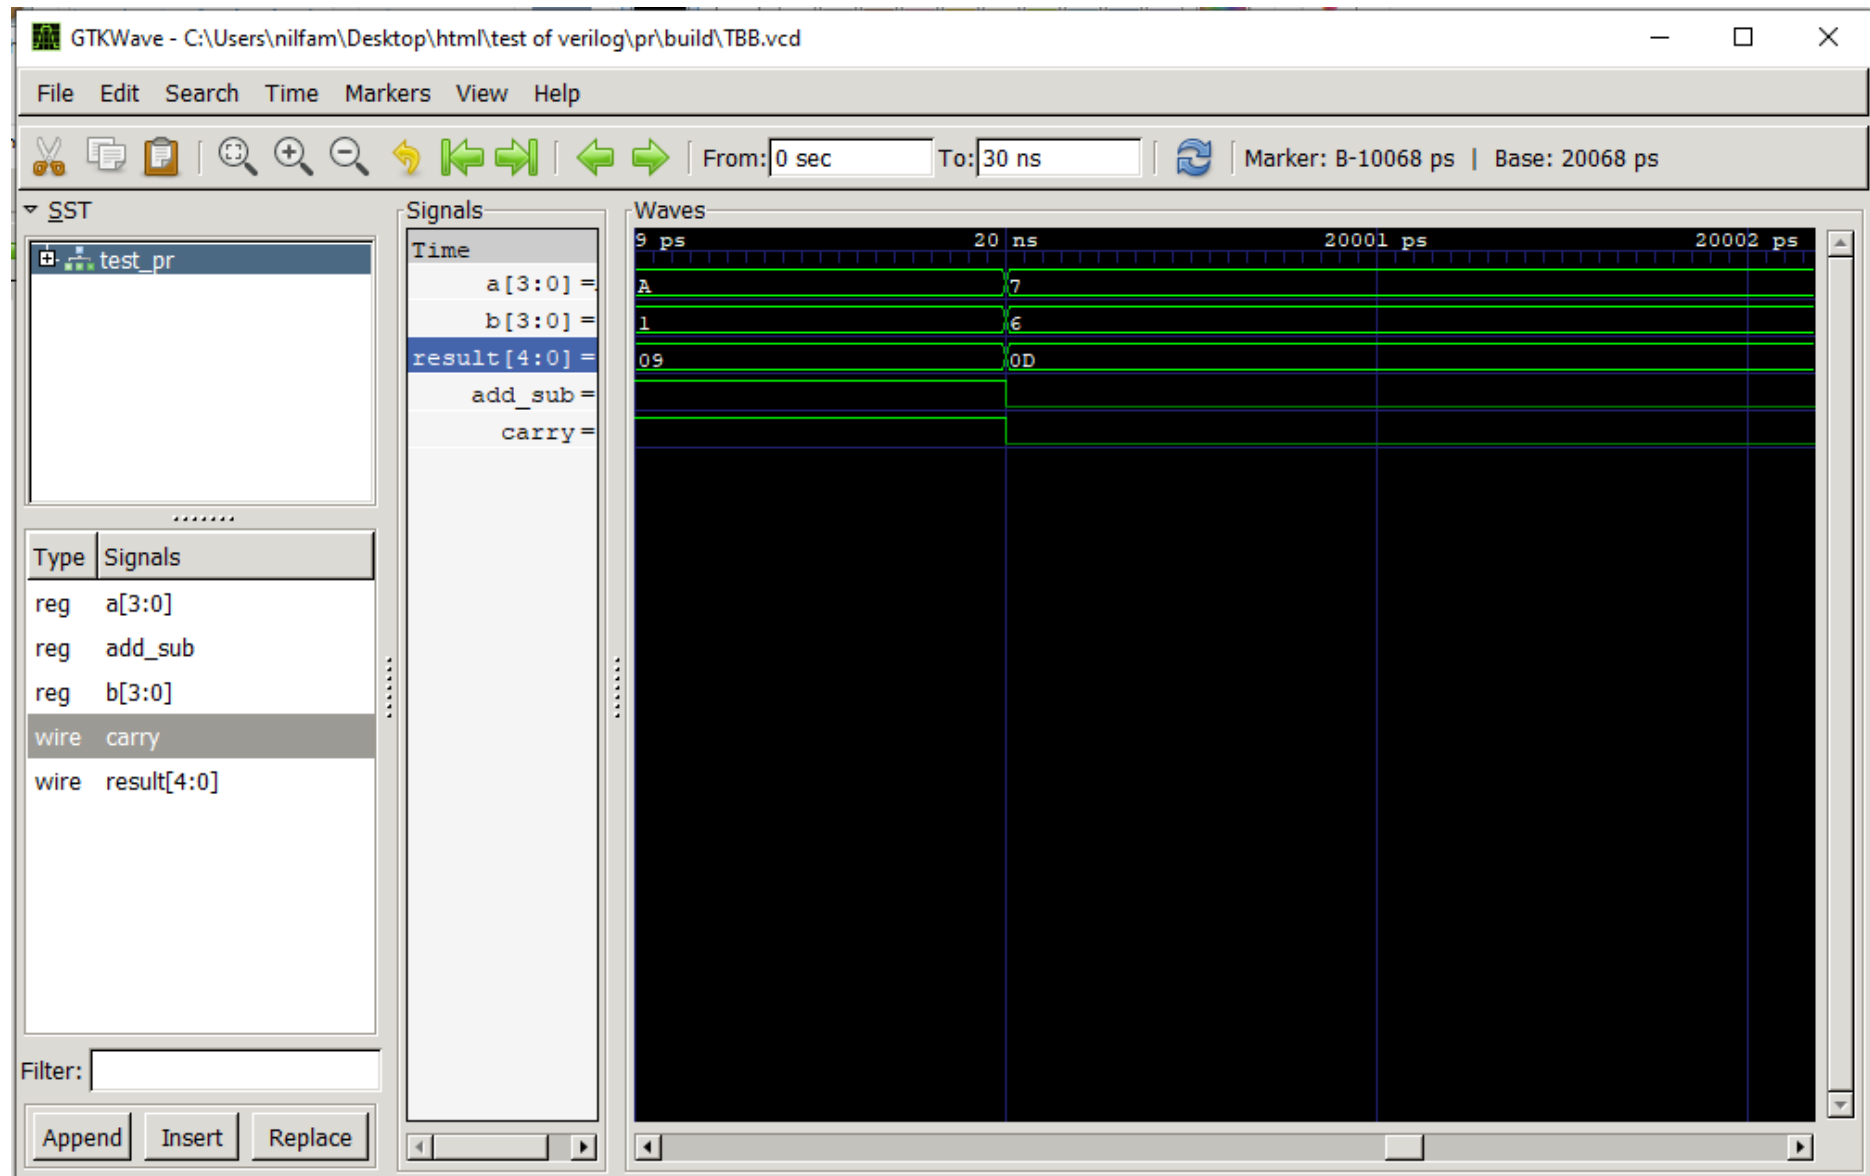 GTKWave - C:\Users\nilfam\Desktop\html\test of verilog\pr\build\TBB.vcd
File Edit Search Time Markers View Help
From: 0 sec To: 30 ns Marker: B-10068 ps | Base: 20068 ps
SST
test_pr
Type Signals
reg a[3:0]
reg add_sub
reg b[3:0]
wire carry
wire result[4:0]
Filter:
Append Insert Replace
Signals
Time
a[3:0] =
b[3:0] =
result[4:0] =
add_sub =
carry =
Waves
9 ps 20 ns 20001 ps 20002 ps
A 7
1 6
09 0D